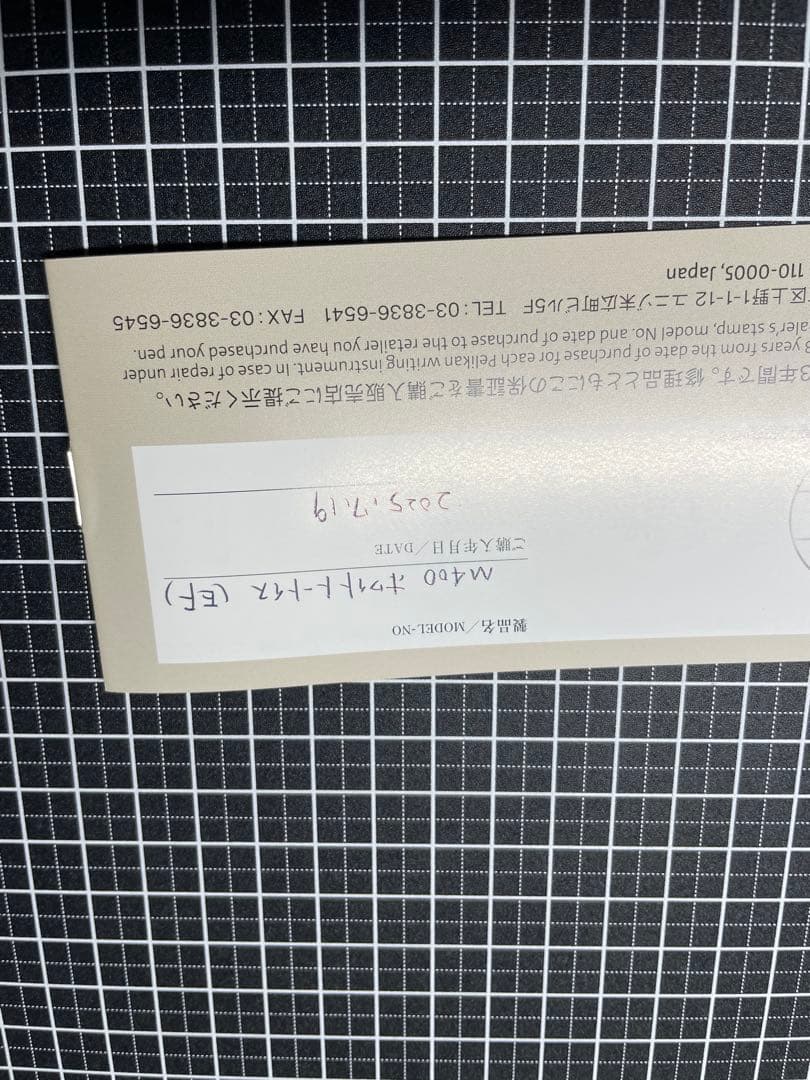 製品名/MODEL-NO
M400 ホワイトトートイス (EF)
ご購入年月日/DATE
2025.7.19
3年間です。修理品とともにこの保証書をご購入販売店にご提示ください。
3 years from the date of purchase for each Pelikan writing instrument. In case of repair under
aler's stamp, model No. and date of purchase to the retailer you have purchased your pen.
区上野1-1-12 ユニゾ末広町ビル5F TEL:03-3836-6541 FAX:03-3836-6545
110-0005, Japan